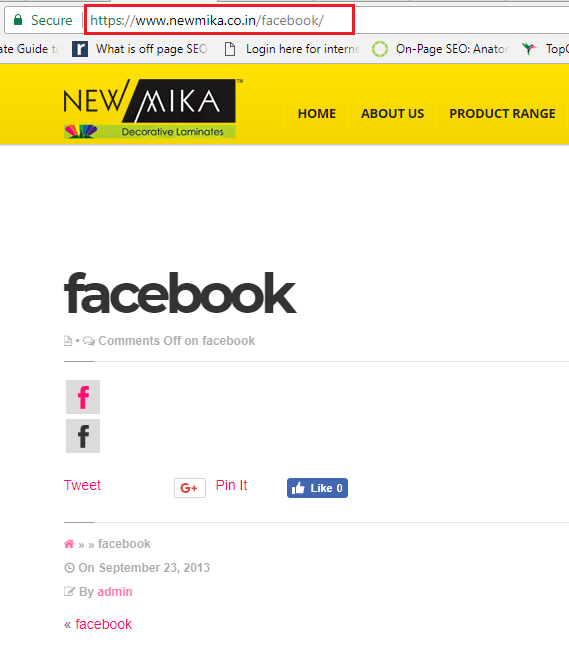 Secure https://www.newmika.co.in/facebook/
ate Guide to What is off page SEO Login here for interne On-Page SEO: Anator TopC
NEW MIKA™
Decorative Laminates
HOME ABOUT US PRODUCT RANGE
facebook
• Comments Off on facebook
f
f
Tweet G+ Pin It Like 0
» » facebook
On September 23, 2013
By admin
« facebook